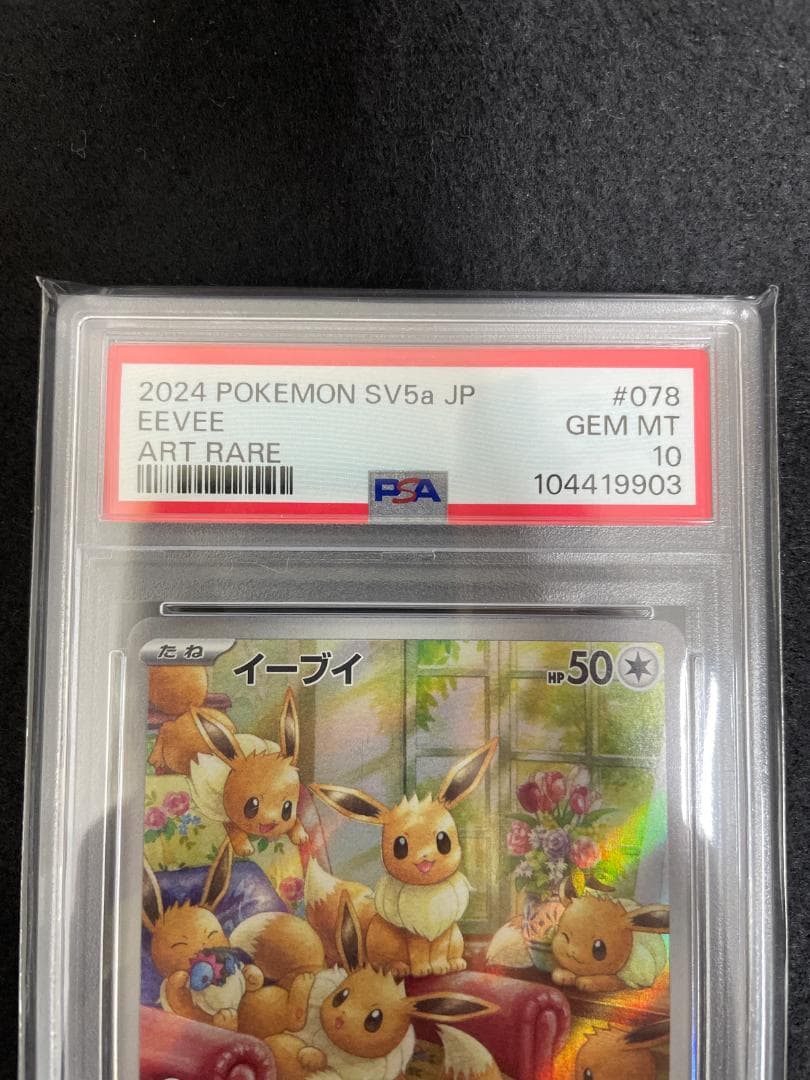 2024 POKEMON SV5a JP #078
EEVEE GEM MT
ART RARE 10
PSA 104419903
たね イーブイ HP50